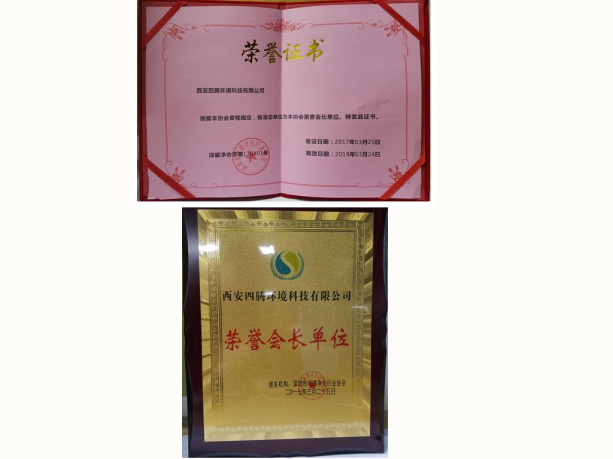 荣誉证书
西安四腾环境科技有限公司
根据本协会章程规定，核准您单位为本协会荣誉会长单位。特发此证书。
发证日期：2017年03月25日
有效日期：2018年03月24日
西安四腾环境科技有限公司
荣誉会长单位
二〇一七年三月二十五日